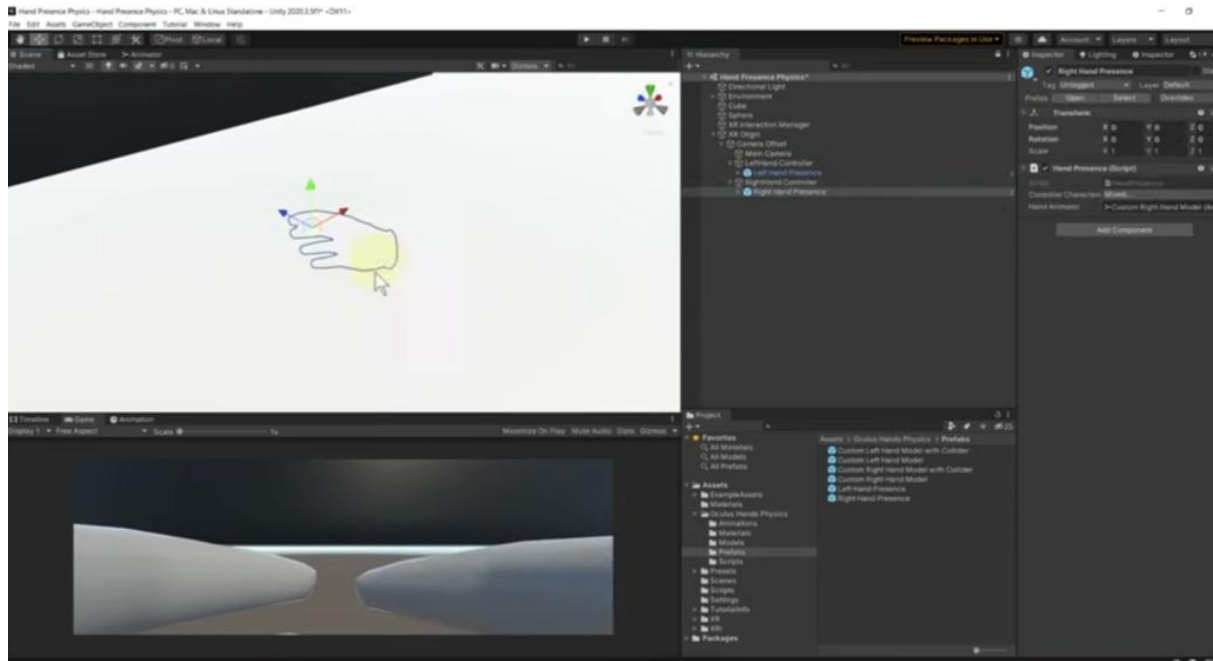 Hand Presence Physics - Hand Presence Physics - PC, Mac & Linux Standalone - Unity 2020.3.5f1* <DX11>
File Edit Assets GameObject Component Tutorial Window Help
Pivot Local
Preview Packages in Use
Account Layers Layout
Scene Asset Store Animator
Shaded 2D Gizmos All
Hierarchy
All
Hand Presence Physics*
Directional Light
Environment
Cube
Sphere
XR Interaction Manager
XR Origin
Camera Offset
Main Camera
LeftHand Controller
Left Hand Presence
RightHand Controller
Right Hand Presence
Inspector Lighting Inspector
Right Hand Presence
Tag Untagged Layer Default
Prefab Open Select Overrides
Transform
Position X 0 Y 0 Z 0
Rotation X 0 Y 0 Z 0
Scale X 1 Y 1 Z 1
Hand Presence (Script)
Script HandPresence
Controller Characteri Mixed...
Hand Animator Custom Right Hand Model (An
Add Component
Timeline Game Animation
Display 1 Free Aspect Scale 1x Maximize On Play Mute Audio Stats Gizmos
Project
25
Favorites
All Materials
All Models
All Prefabs
Assets
ExampleAssets
Materials
Oculus Hands Physics
Animations
Materials
Models
Prefabs
Scripts
Presets
Scenes
Scripts
Settings
TutorialInfo
XR
XRI
Packages
Assets > Oculus Hands Physics > Prefabs
Custom Left Hand Model with Collider
Custom Left Hand Model
Custom Right Hand Model with Collider
Custom Right Hand Model
Left Hand Presence
Right Hand Presence